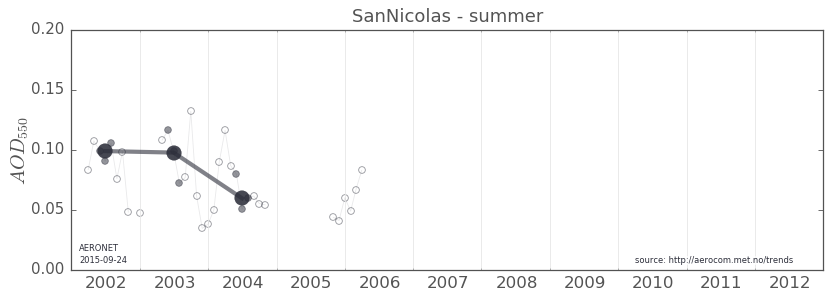 SanNicolas - summer
0.20
0.15
0.10
0.05
0.00
AOD550
AERONET
2015-09-24
source: http://aerocom.met.no/trends
2002 2003 2004 2005 2006 2007 2008 2009 2010 2011 2012